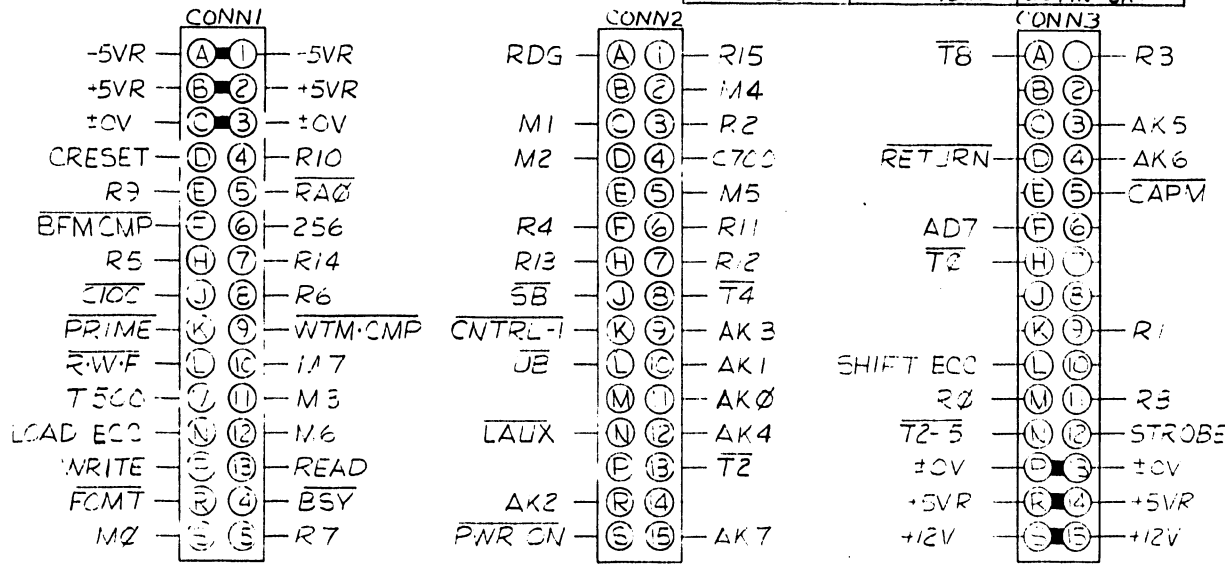 CONN1
-5VR A 1 -5VR
+5VR B 2 +5VR
±0V C 3 ±0V
CRESET D 4 R10
R9 E 5 RAØ
BFMCMP F 6 256
R5 H 7 R14
J 8 R6
PRIME K 9 WTM·CMP
R·W·F L 10 M7
T500 11 M3
LOAD ECC N 12 M6
WRITE P 13 READ
FCMT R 14 BSY
MØ S 15 R7
CONN2
RDG A 1 R15
B 2 M4
M1 C 3 R2
M2 D 4 C700
E 5 M5
R4 F 6 R11
R13 H 7 R12
SB J 8 T4
CNTRL-1 K 9 AK3
L 10 AK1
M 11 AKØ
LAUX N 12 AK4
P 13 T2
AK2 R 14
PWR ON S 15 AK7
CONN3
T8 A R3
B 2
C 3 AK5
RETURN D 4 AK6
E 5 CAPM
AD7 F 6
H 7
J 8
K 9 R1
SHIFT ECC L 10
RØ M 11
T2-5 N 12 STROBE
±0V P 13 ±0V
+5VR R 14 +5VR
+12V S 15 +12V